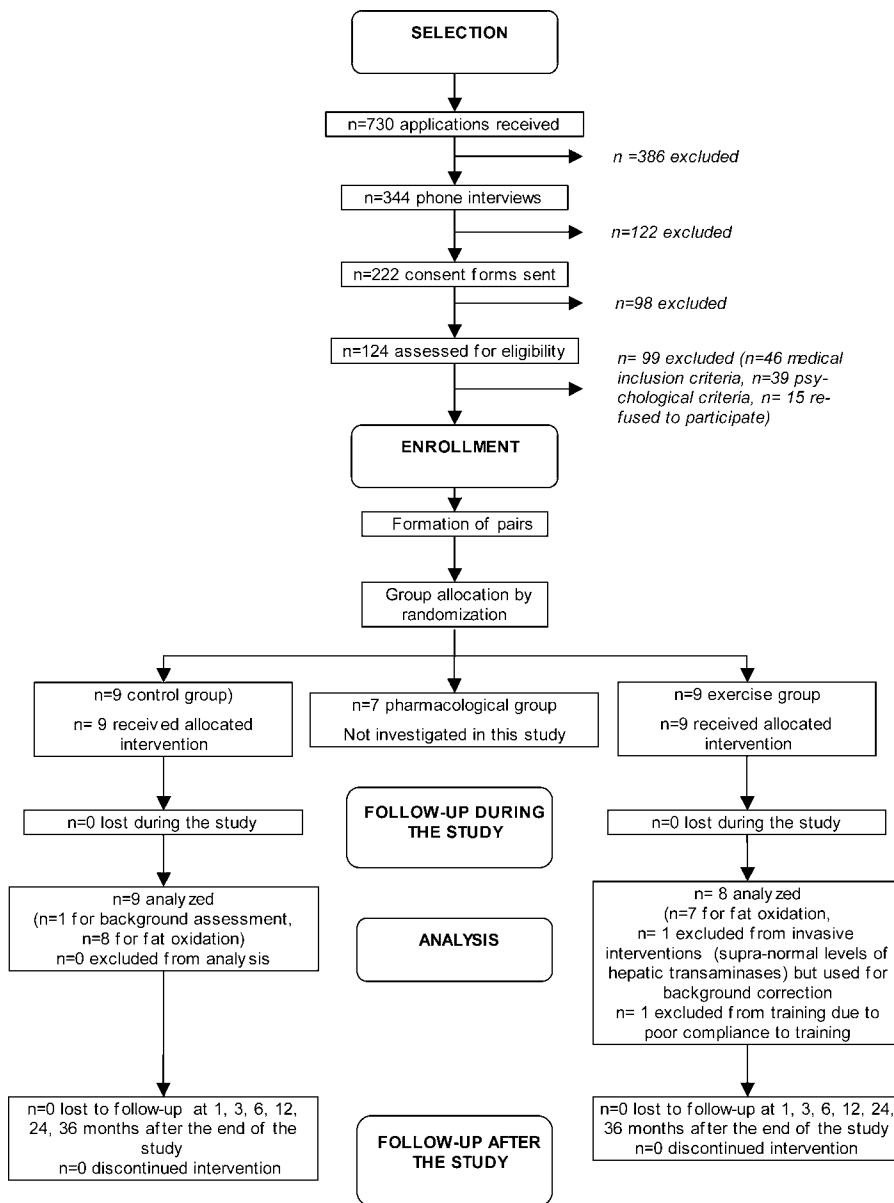 SELECTION
n=730 applications received
n =386 excluded
n=344 phone interviews
n=122 excluded
n=222 consent forms sent
n=98 excluded
n=124 assessed for eligibility
n= 99 excluded (n=46 medical
inclusion criteria, n=39 psy-
chological criteria, n= 15 re-
fused to participate)
ENROLLMENT
Formation of pairs
Group allocation by
randomization
n=9 control group)
n= 9 received allocated
intervention
n=7 pharmacological group
Not investigated in this study
n=9 exercise group
n=9 received allocated
intervention
n=0 lost during the study
FOLLOW-UP DURING
THE STUDY
n=0 lost during the study
n=9 analyzed
(n=1 for background assessment,
n=8 for fat oxidation)
n=0 excluded from analysis
ANALYSIS
n= 8 analyzed
(n=7 for fat oxidation,
n= 1 excluded from invasive
interventions (supra-normal levels of
hepatic transaminases) but used for
background correction
n= 1 excluded from training due to
poor compliance to training
n=0 lost to follow-up at 1, 3, 6, 12,
24, 36 months after the end of the
study
n=0 discontinued intervention
FOLLOW-UP AFTER
THE STUDY
n=0 lost to follow-up at 1, 3, 6, 12, 24,
36 months after the end of the study
n=0 discontinued intervention